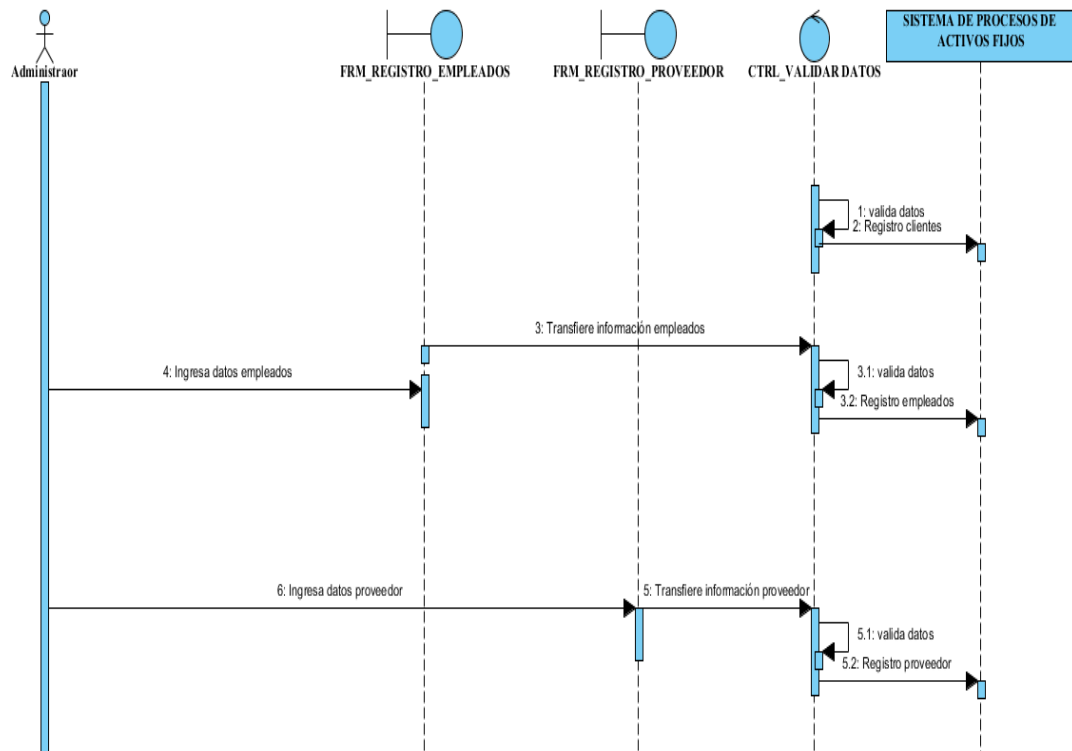 SISTEMA DE PROCESOS DE
ACTIVOS FIJOS
Administraor
FRM_REGISTRO_EMPLEADOS
FRM_REGISTRO_PROVEEDOR
CTRL_VALIDAR DATOS
1: valida datos
2: Registro clientes
3: Transfiere información empleados
4: Ingresa datos empleados
3.1: valida datos
3.2: Registro empleados
6: Ingresa datos proveedor
5: Transfiere información proveedor
5.1: valida datos
5.2: Registro proveedor